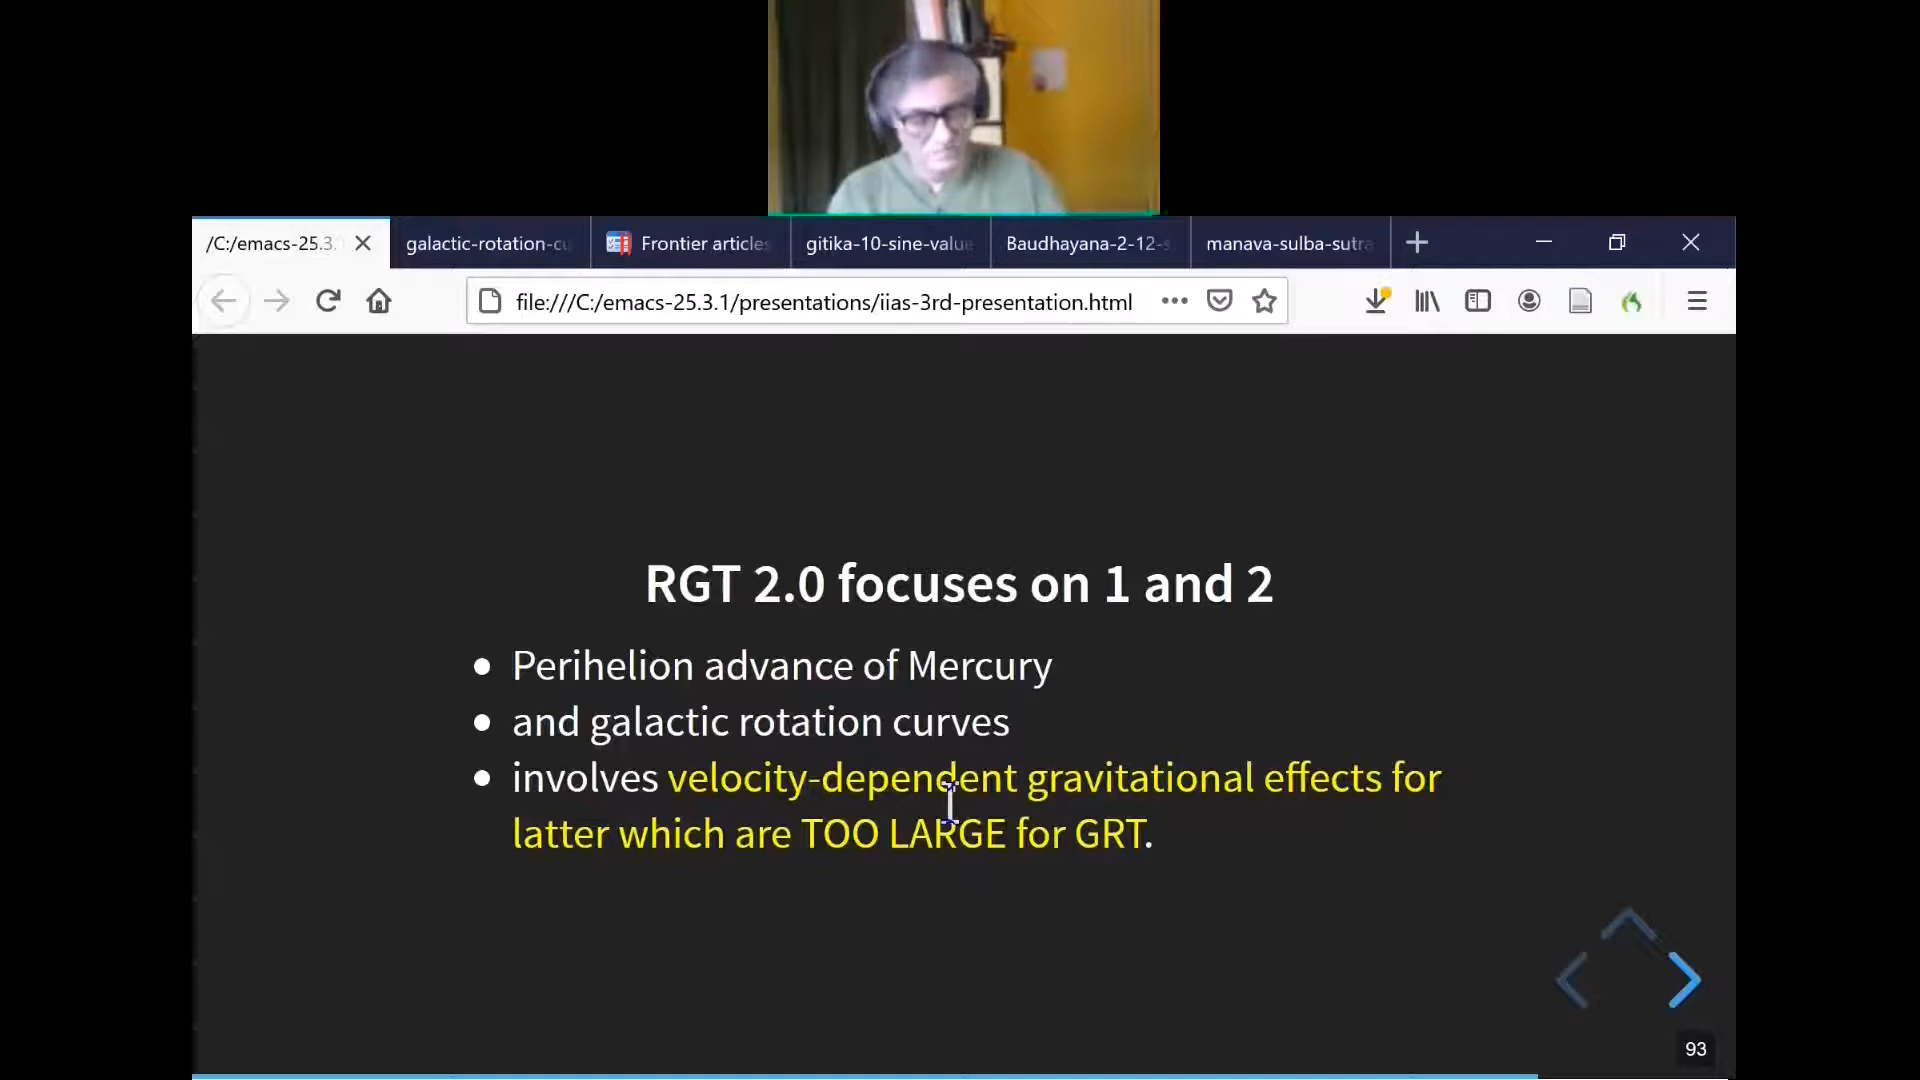 /C:/emacs-25.3.
galactic-rotation-cu
Frontier articles
gitika-10-sine-value
Baudhayana-2-12-s
manava-sulba-sutra
file:///C:/emacs-25.3.1/presentations/iias-3rd-presentation.html
RGT 2.0 focuses on 1 and 2
Perihelion advance of Mercury
and galactic rotation curves
involves velocity-dependent gravitational effects for
latter which are TOO LARGE for GRT.
93